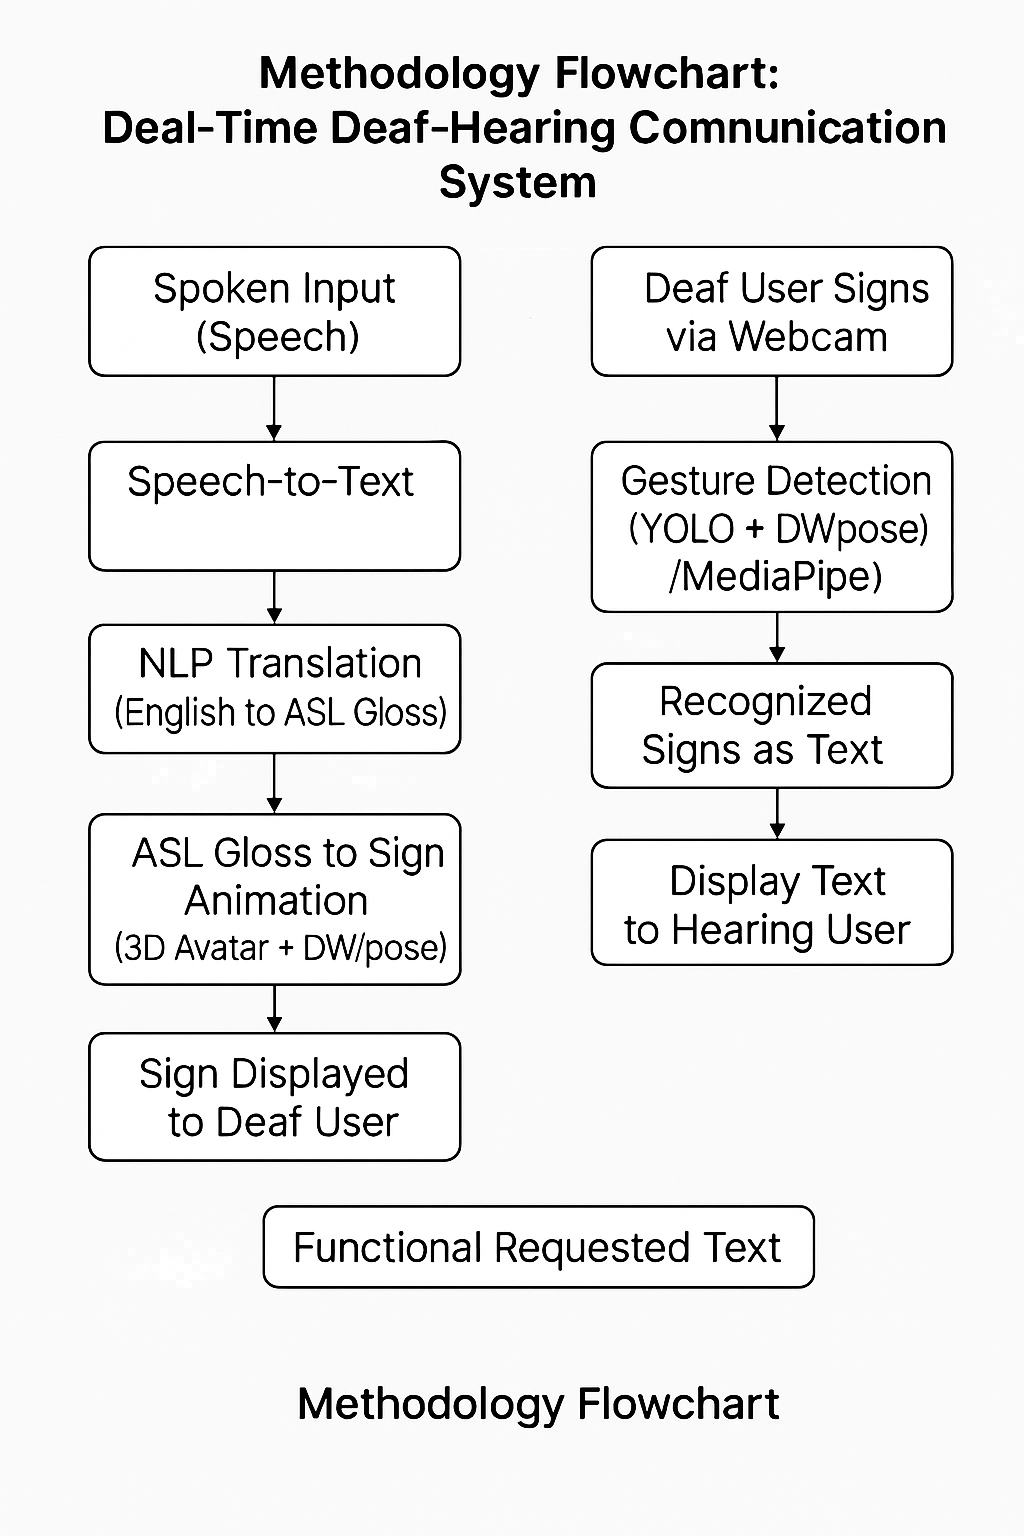 Methodology Flowchart:
Deal-Time Deaf-Hearing Comnunication
System
Spoken Input
(Speech)
Speech-to-Text
NLP Translation
(English to ASL Gloss)
ASL Gloss to Sign
Animation
(3D Avatar + DW/pose)
Sign Displayed
to Deaf User
Deaf User Signs
via Webcam
Gesture Detection
(YOLO + DWpose)
/MediaPipe)
Recognized
Signs as Text
Display Text
to Hearing User
Functional Requested Text
Methodology Flowchart